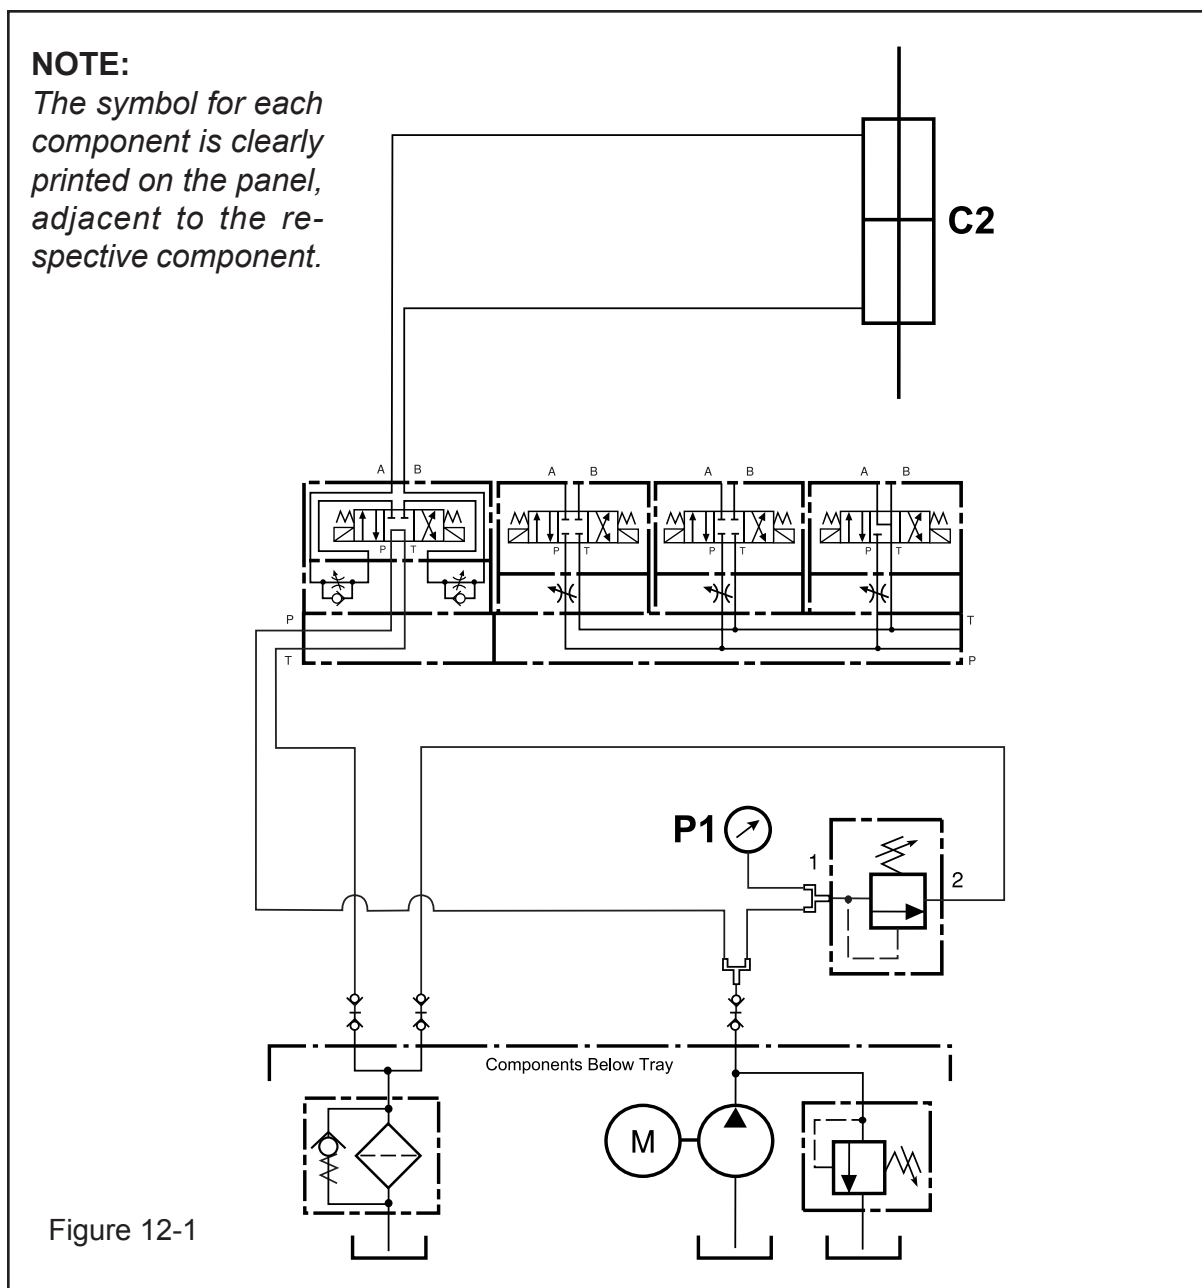 NOTE:
The symbol for each
component is clearly
printed on the panel,
adjacent to the re-
spective component.
C2
A B A B A B A B
P T P T P T P T
P T
T P
P1
1
2
Components Below Tray
M
Figure 12-1